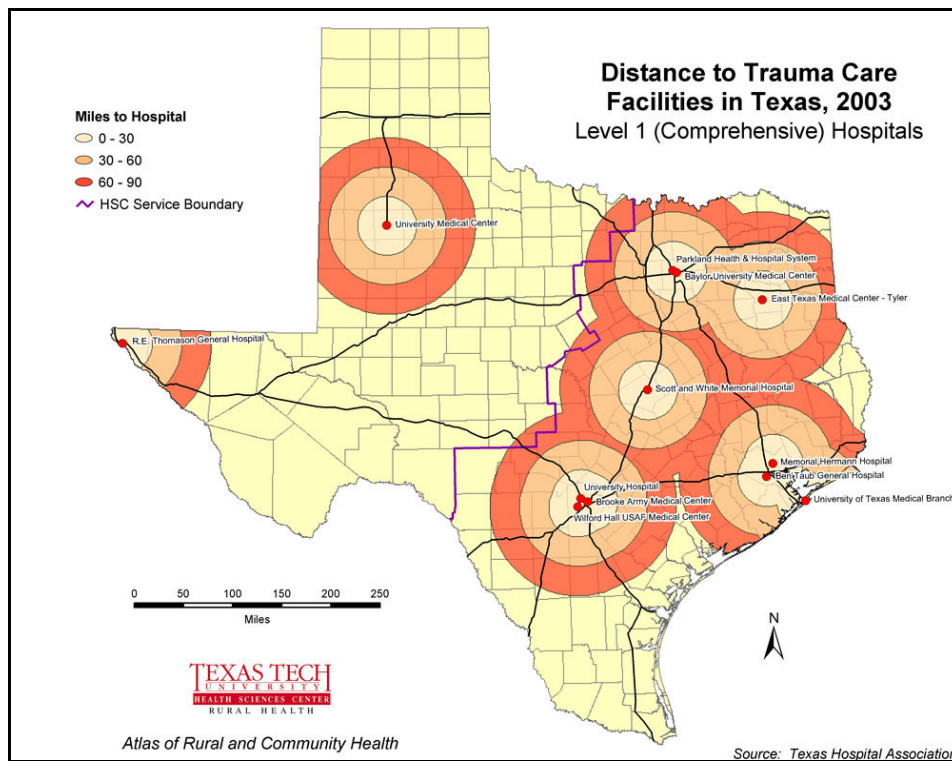 Distance to Trauma Care
Facilities in Texas, 2003
Level 1 (Comprehensive) Hospitals
Miles to Hospital
0 - 30
30 - 60
60 - 90
HSC Service Boundary
University Medical Center
Parkland Health & Hospital System
Baylor University Medical Center
East Texas Medical Center - Tyler
R.E. Thomason General Hospital
Scott and White Memorial Hospital
Memorial Hermann Hospital
Ben Taub General Hospital
University of Texas Medical Branch
University Hospital
Brooke Army Medical Center
Wilford Hall USAF Medical Center
0 50 100 150 200 250
Miles
N
TEXAS TECH
UNIVERSITY
HEALTH SCIENCES CENTER
RURAL HEALTH
Atlas of Rural and Community Health
Source: Texas Hospital Association